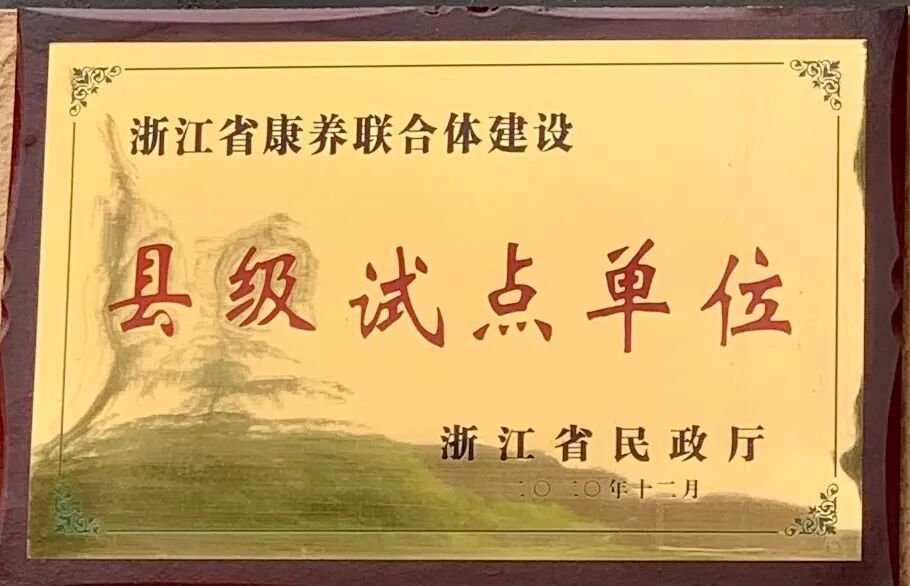 浙江省康养联合体建设
县级试点单位
浙江省民政厅
二〇二〇年十二月